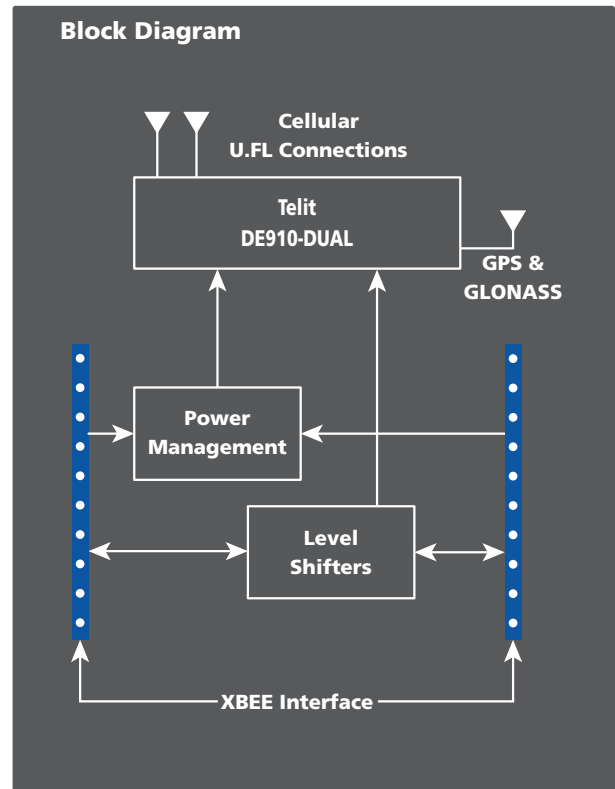 Block Diagram
Cellular
U.FL Connections
Telit
DE910-DUAL
GPS &
GLONASS
Power
Management
Level
Shifters
XBEE Interface